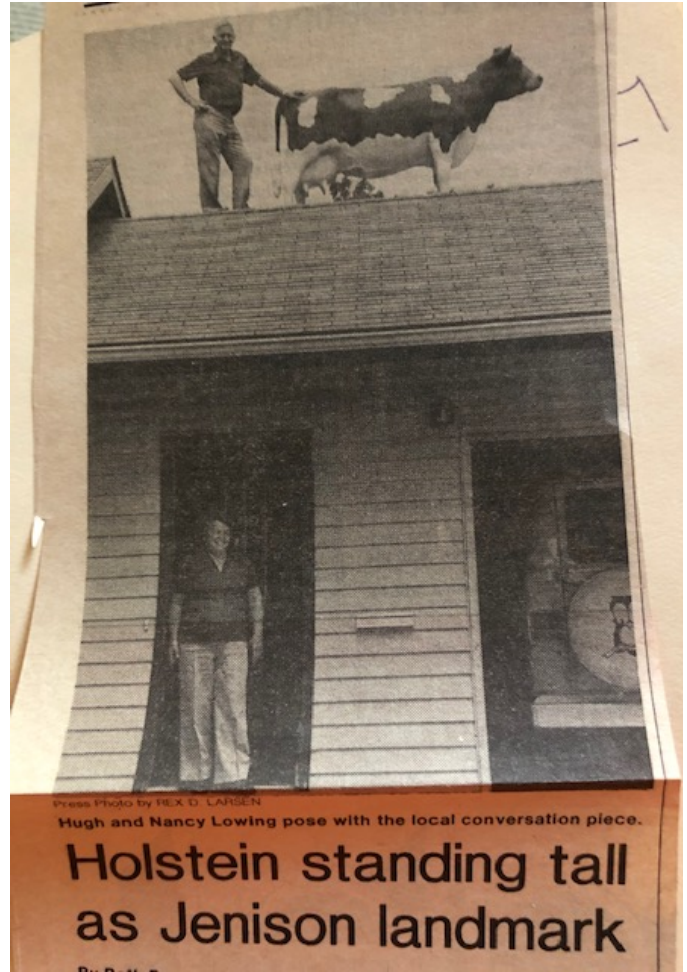 Press Photo by REX D. LARSEN
Hugh and Nancy Lowing pose with the local conversation piece.
Holstein standing tall
as Jenison landmark
By